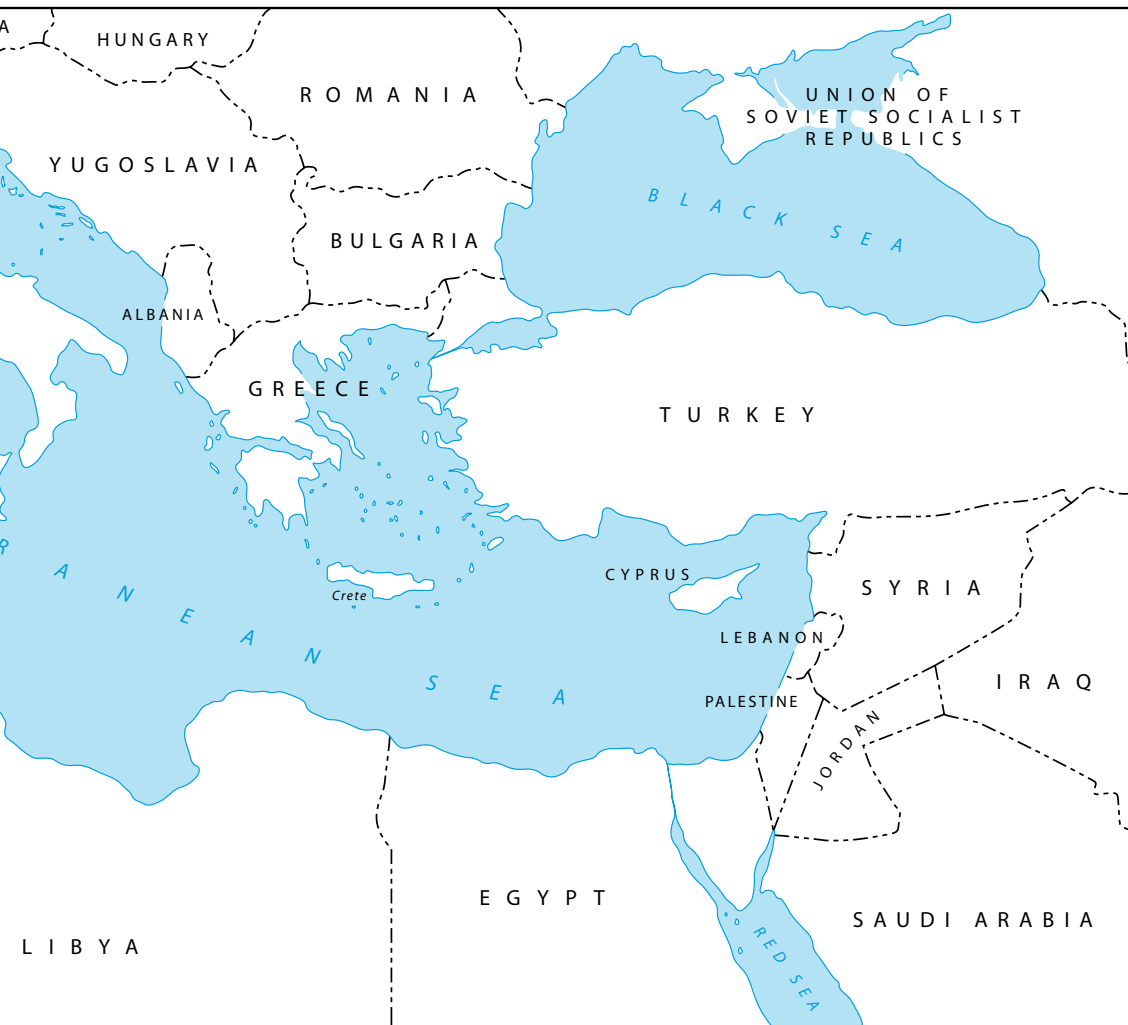 A
HUNGARY
ROMANIA
UNION OF
SOVIET SOCIALIST
REPUBLICS
YUGOSLAVIA
BLACK SEA
BULGARIA
ALBANIA
GREECE
TURKEY
RANEAN SEA
CYPRUS
Crete
SYRIA
LEBANON
IRAQ
PALESTINE
JORDAN
EGYPT
SAUDI ARABIA
LIBYA
RED SEA